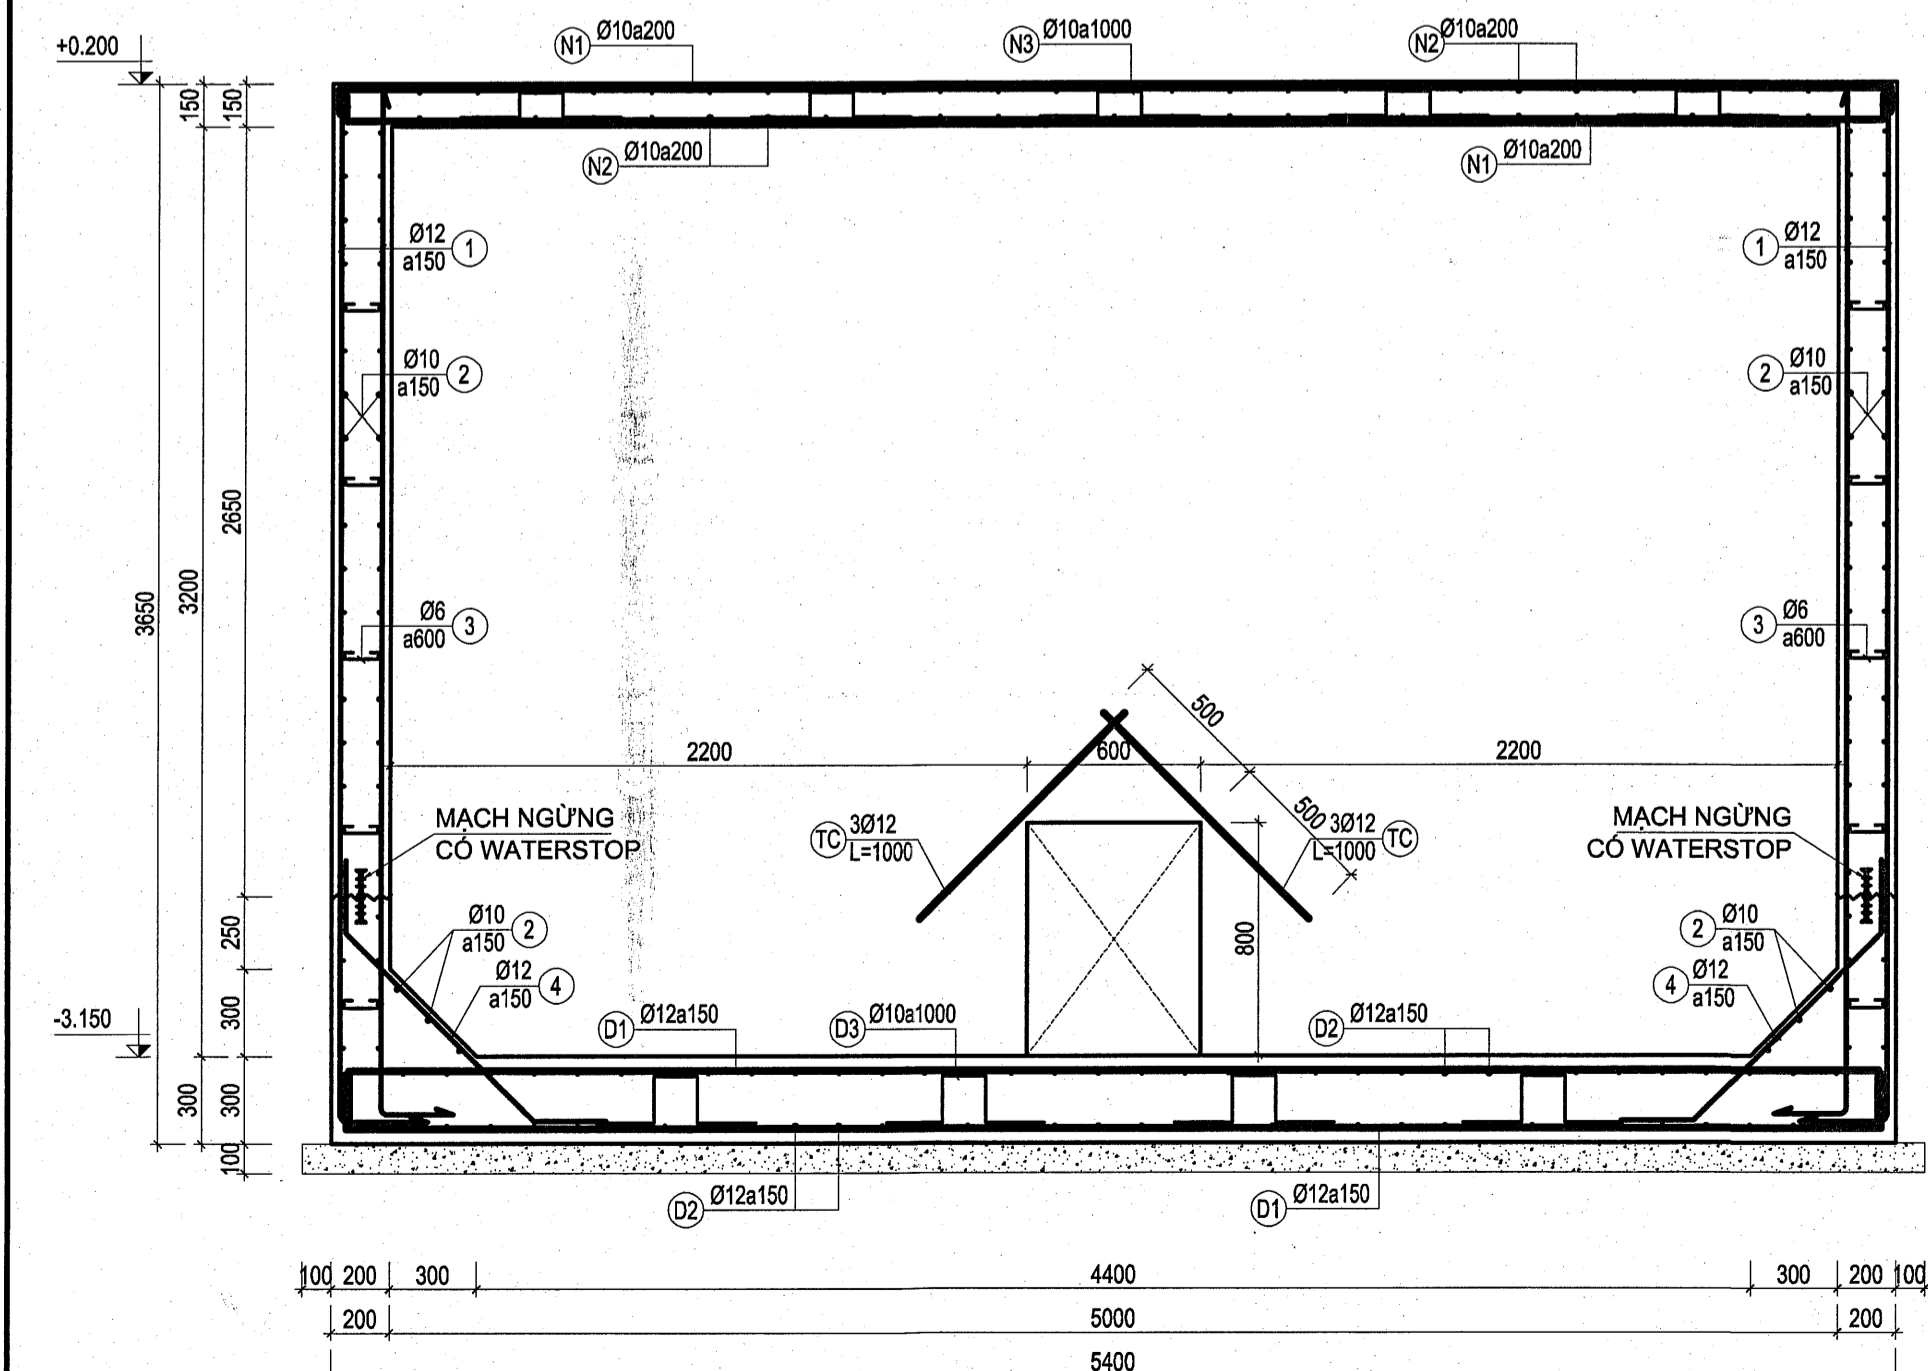 +0.200
N1 Ø10a200
N3 Ø10a1000
N2 Ø10a200
150
150
N2 Ø10a200
N1 Ø10a200
Ø12
a150 1
1 Ø12
a150
Ø10
a150 2
2 Ø10
a150
2650
3200
3650
Ø6
a600 3
3 Ø6
a600
500
2200
600
2200
500
MẠCH NGỪNG
CÓ WATERSTOP
TC 3Ø12
L=1000
3Ø12 TC
L=1000
MẠCH NGỪNG
CÓ WATERSTOP
250
800
Ø10
a150 2
2 Ø10
a150
Ø12
a150 4
4 Ø12
a150
300
-3.150
D1 Ø12a150
D3 Ø10a1000
D2 Ø12a150
300
300
100
D2 Ø12a150
D1 Ø12a150
100 200 300 4400 300 200 100
200 5000 200
5400